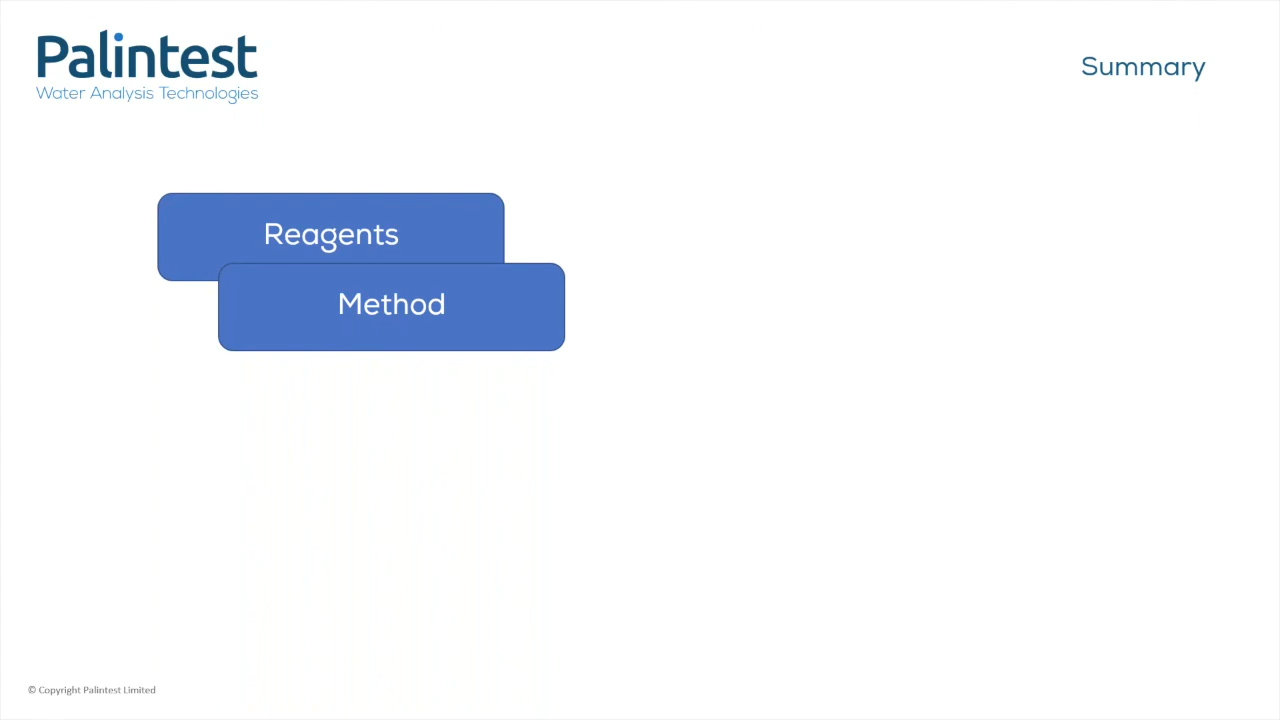 Palintest
Water Analysis Technologies
Summary
Reagents
Method
© Copyright Palintest Limited